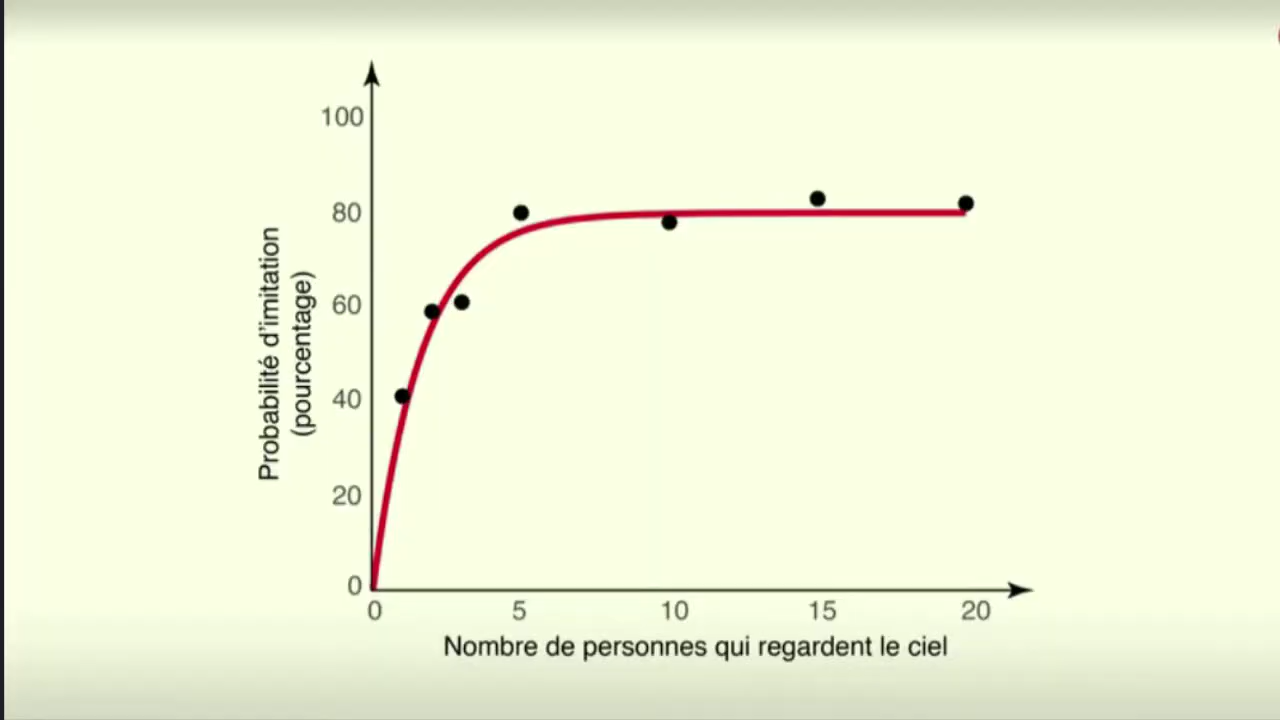 100
80
60
40
20
0
Probabilité d'imitation
(pourcentage)
0 5 10 15 20
Nombre de personnes qui regardent le ciel